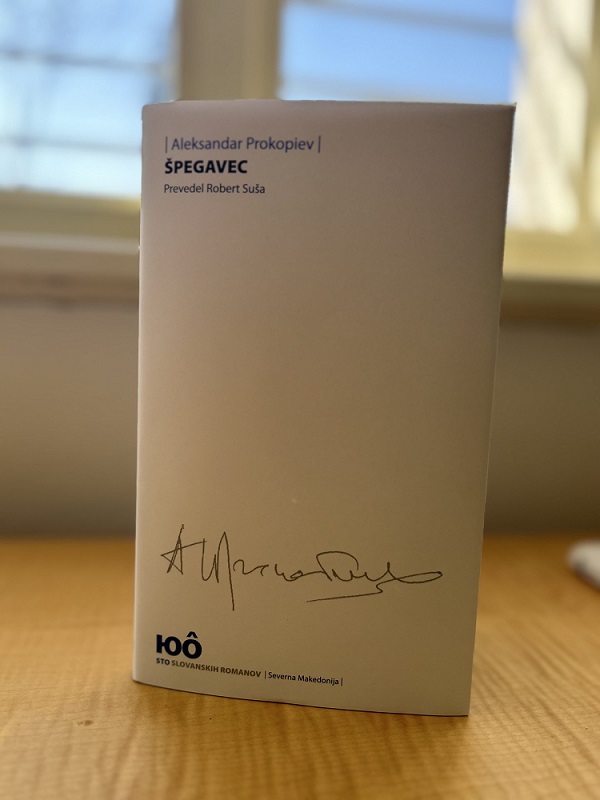 | Aleksandar Prokopiev |
ŠPEGAVEC
Prevedel Robert Suša
ЮÔ
STO SLOVANSKIH ROMANOV | Severna Makedonija |